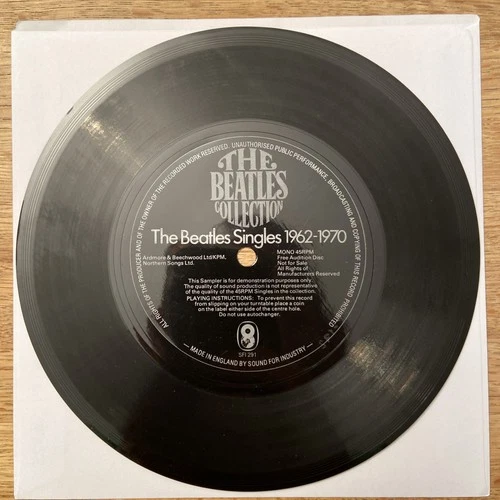 ALL RIGHTS OF THE PRODUCER AND OF THE OWNER OF THE RECORDED WORK RESERVED. UNAUTHORISED PUBLIC PERFORMANCE, BROADCASTING AND COPYING OF THIS RECORD PROHIBITED
THE
BEATLES
COLLECTION
The Beatles Singles 1962-1970
Ardmore & Beechwood Ltd/KPM,
Northern Songs Ltd.
MONO 45RPM
Free Audition Disc
Not for Sale
All Rights of
Manufacturers Reserved
This Sampler is for demonstration purposes only.
The quality of sound production is not representative
of the quality of the 45RPM Singles in the collection.
PLAYING INSTRUCTIONS: To prevent this record
from slipping on your turntable place a coin
on the label either side of the centre hole.
Do not use autochanger.
SFI 291
— MADE IN ENGLAND BY SOUND FOR INDUSTRY —